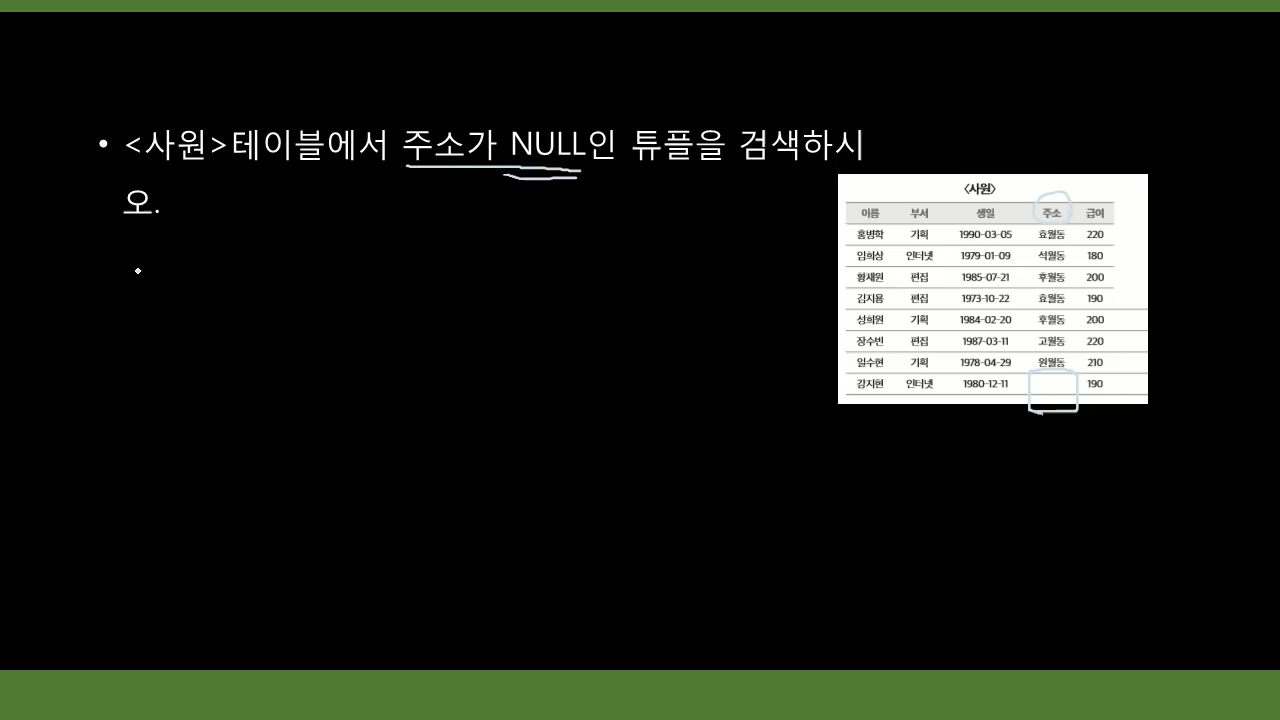 • <사원>테이블에서 주소가 NULL인 튜플을 검색하시
오.
<사원>
이름 부서 생일 주소 급여
홍병학 기획 1990-03-05 효월동 220
임희상 인터넷 1979-01-09 석월동 180
황재원 편집 1985-07-21 후월동 200
김지용 편집 1973-10-22 효월동 190
성희원 기획 1984-02-20 후월동 200
장수빈 편집 1987-03-11 고월동 220
일수현 기획 1978-04-29 원월동 210
강지현 인터넷 1980-12-11 190